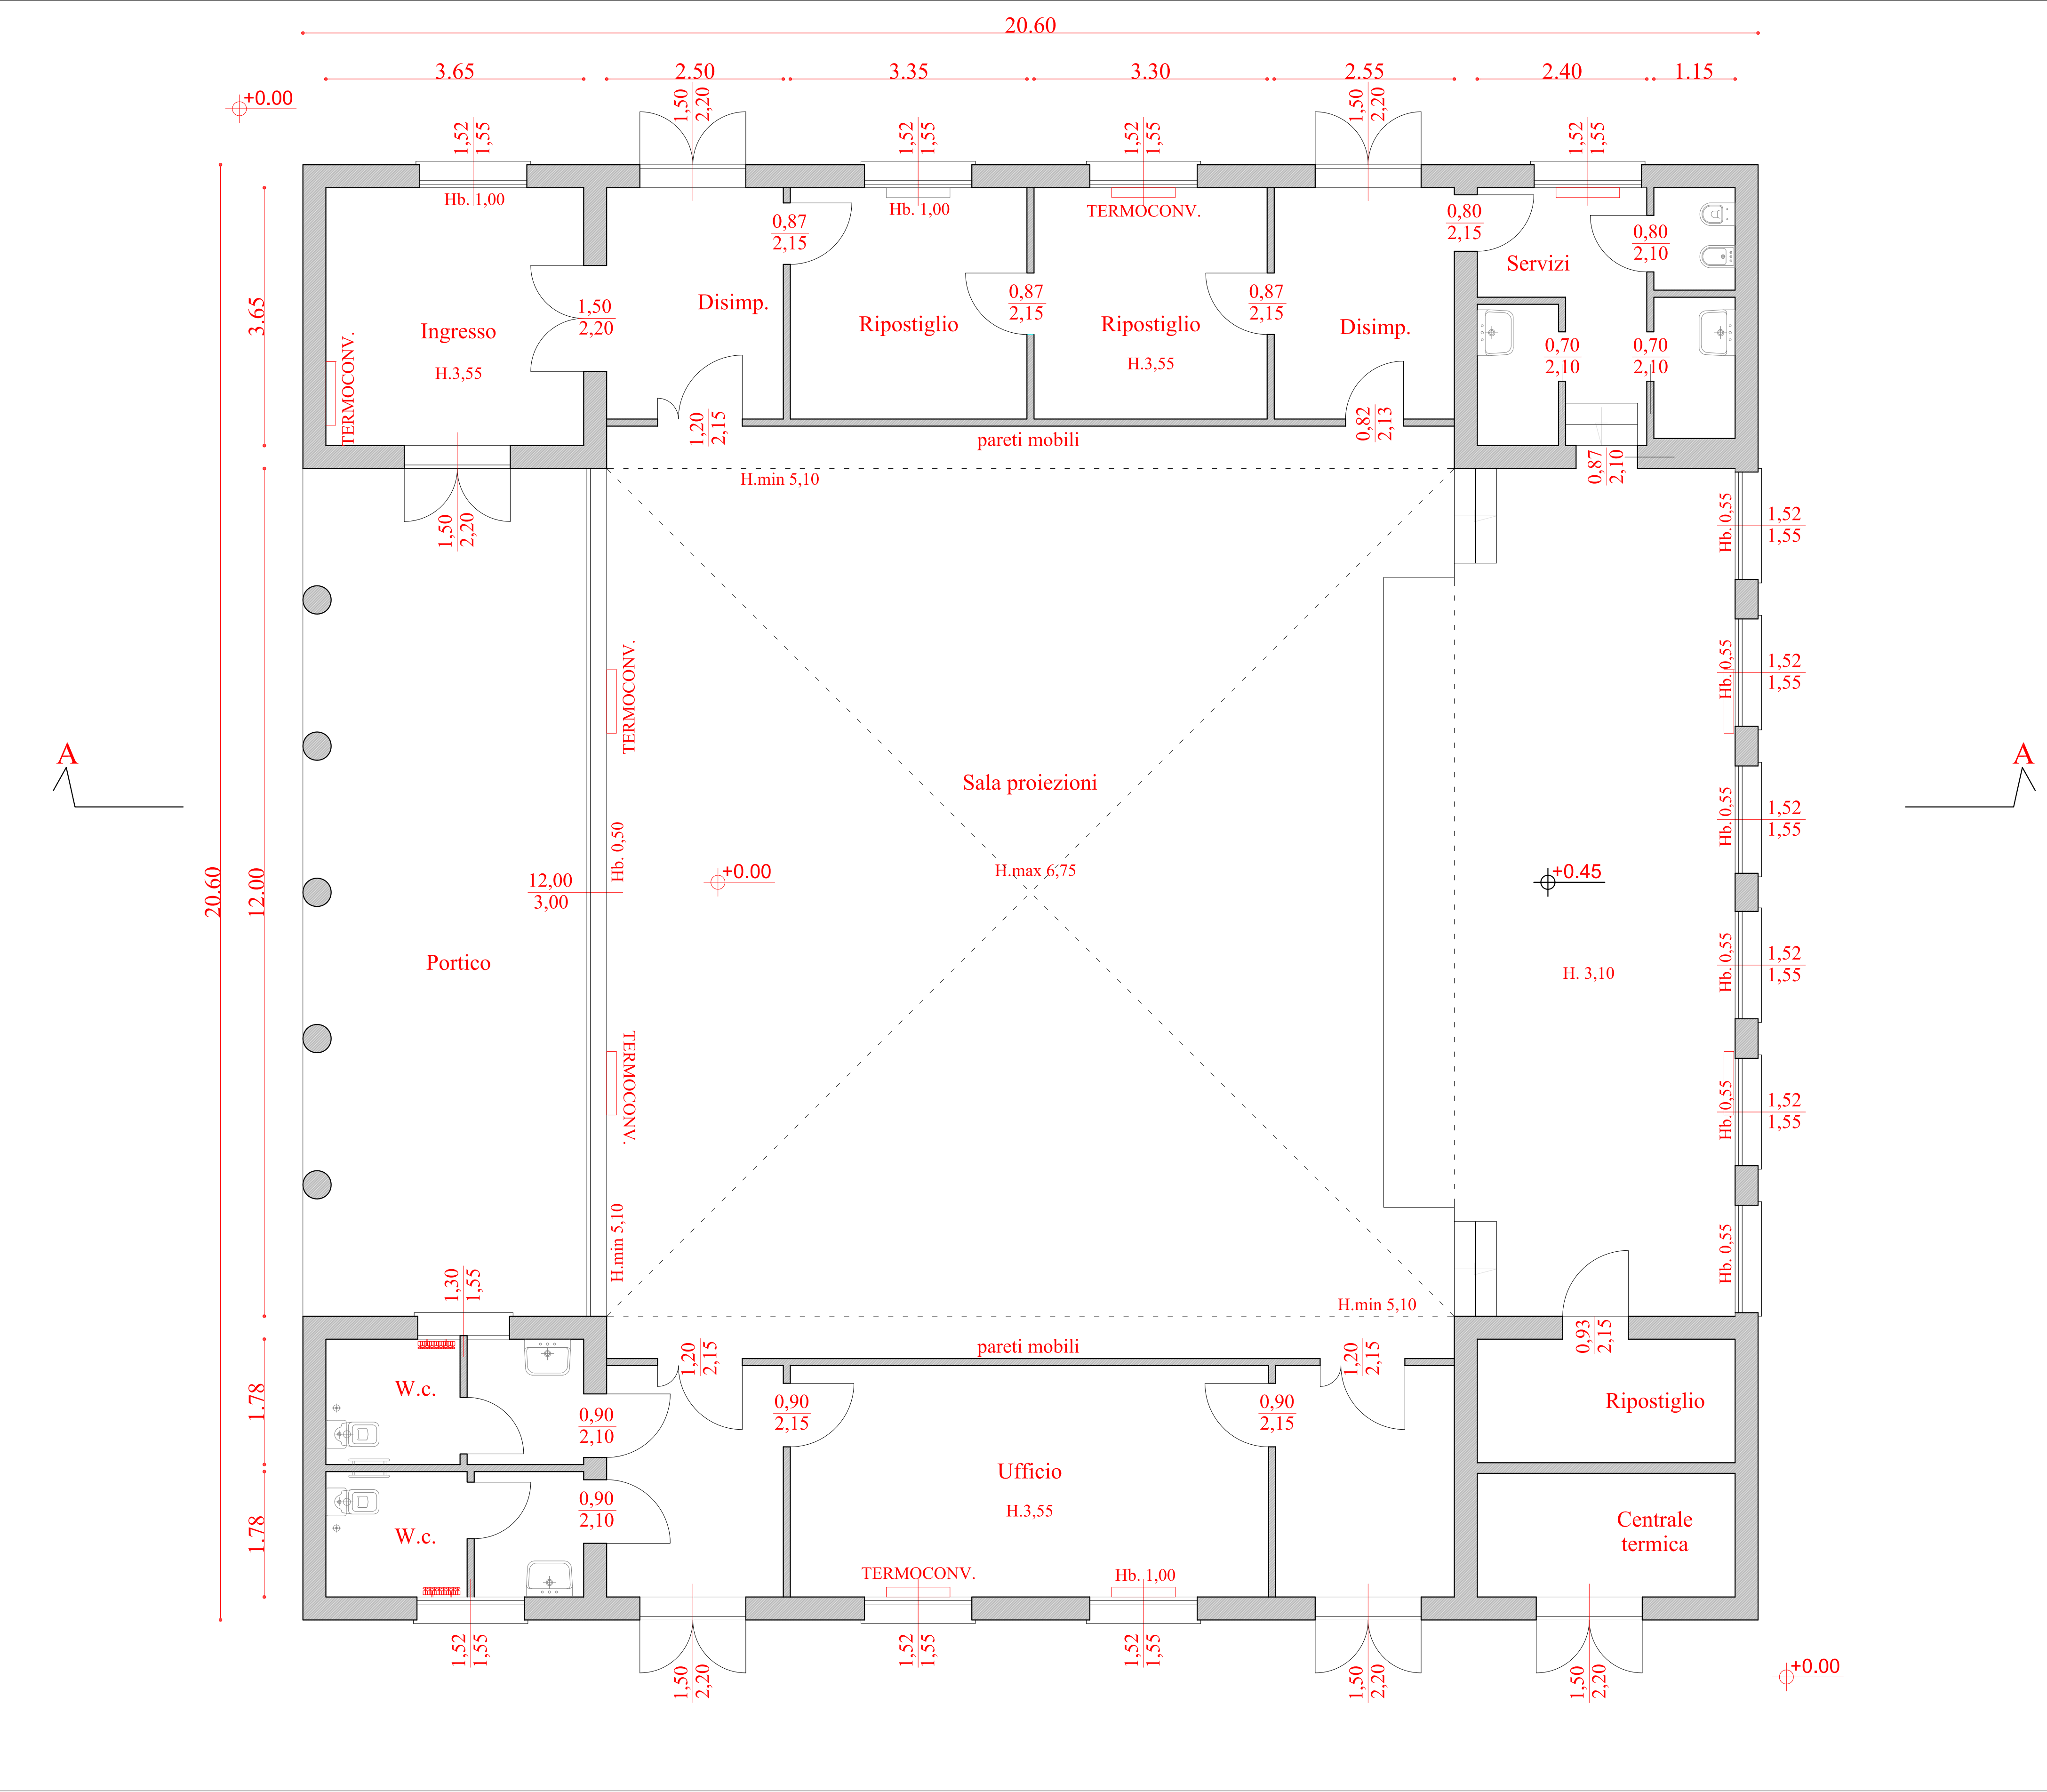 20.60
3.65
2.50
3.35
3.30
2.55
2.40
1.15
+0.00
1,50
2,20
1,50
2,20
1,52
1,55
1,52
1,55
1,52
1,55
1,52
1,55
Hb. 1,00
Hb. 1,00
TERMOCONV.
0,87
2,15
0,80
2,15
0,80
2,10
Servizi
3.65
Ingresso
H.3,55
TERMOCONV.
1,50
2,20
Disimp.
Ripostiglio
0,87
2,15
Ripostiglio
H.3,55
0,87
2,15
Disimp.
0,70
2,10
0,70
2,10
1,20
2,15
pareti mobili
0,82
2,13
0,87
2,10
H.min 5,10
1,50
2,20
Hb. 0,55
1,52
1,55
Hb. 0,55
1,52
1,55
TERMOCONV.
A
A
Sala proiezioni
Hb. 0,55
1,52
1,55
20.60
12.00
12,00
3,00
Hb. 0,50
+0.00
H.max 6,75
+0.45
Portico
H. 3,10
Hb. 0,55
1,52
1,55
TERMOCONV.
Hb. 0,55
1,52
1,55
H.min 5,10
Hb. 0,55
1,30
1,55
H.min 5,10
pareti mobili
1,20
2,15
1,20
2,15
0,93
2,15
1.78
W.c.
0,90
2,10
0,90
2,15
0,90
2,15
Ripostiglio
Ufficio
H.3,55
1.78
W.c.
0,90
2,10
Centrale
termica
TERMOCONV.
Hb. 1,00
1,52
1,55
1,50
2,20
1,52
1,55
1,52
1,55
1,50
2,20
1,50
2,20
+0.00